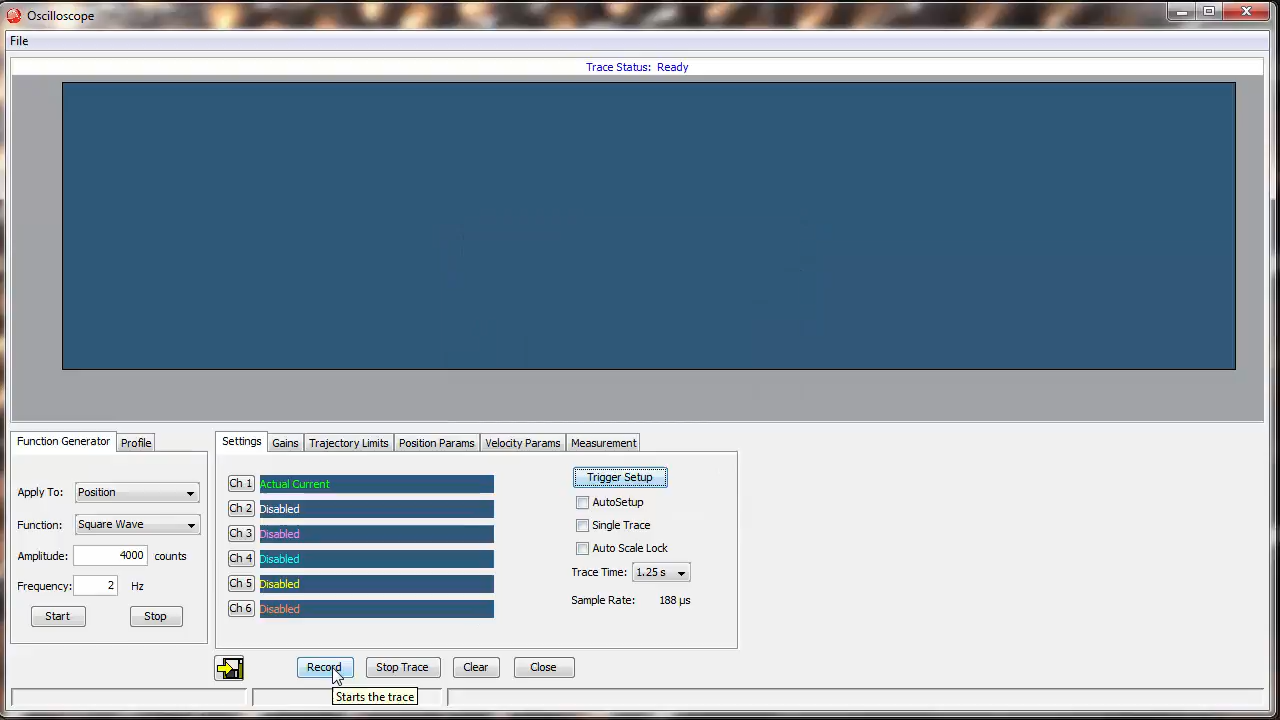 Oscilloscope
File
Trace Status: Ready
Function Generator
Profile
Apply To: Position
Function: Square Wave
Amplitude: 4000 counts
Frequency: 2 Hz
Start
Stop
Settings
Gains
Trajectory Limits
Position Params
Velocity Params
Measurement
Ch 1 Actual Current
Ch 2 Disabled
Ch 3 Disabled
Ch 4 Disabled
Ch 5 Disabled
Ch 6 Disabled
Trigger Setup
AutoSetup
Single Trace
Auto Scale Lock
Trace Time: 1.25 s
Sample Rate: 188 µs
Record
Stop Trace
Clear
Close
Starts the trace